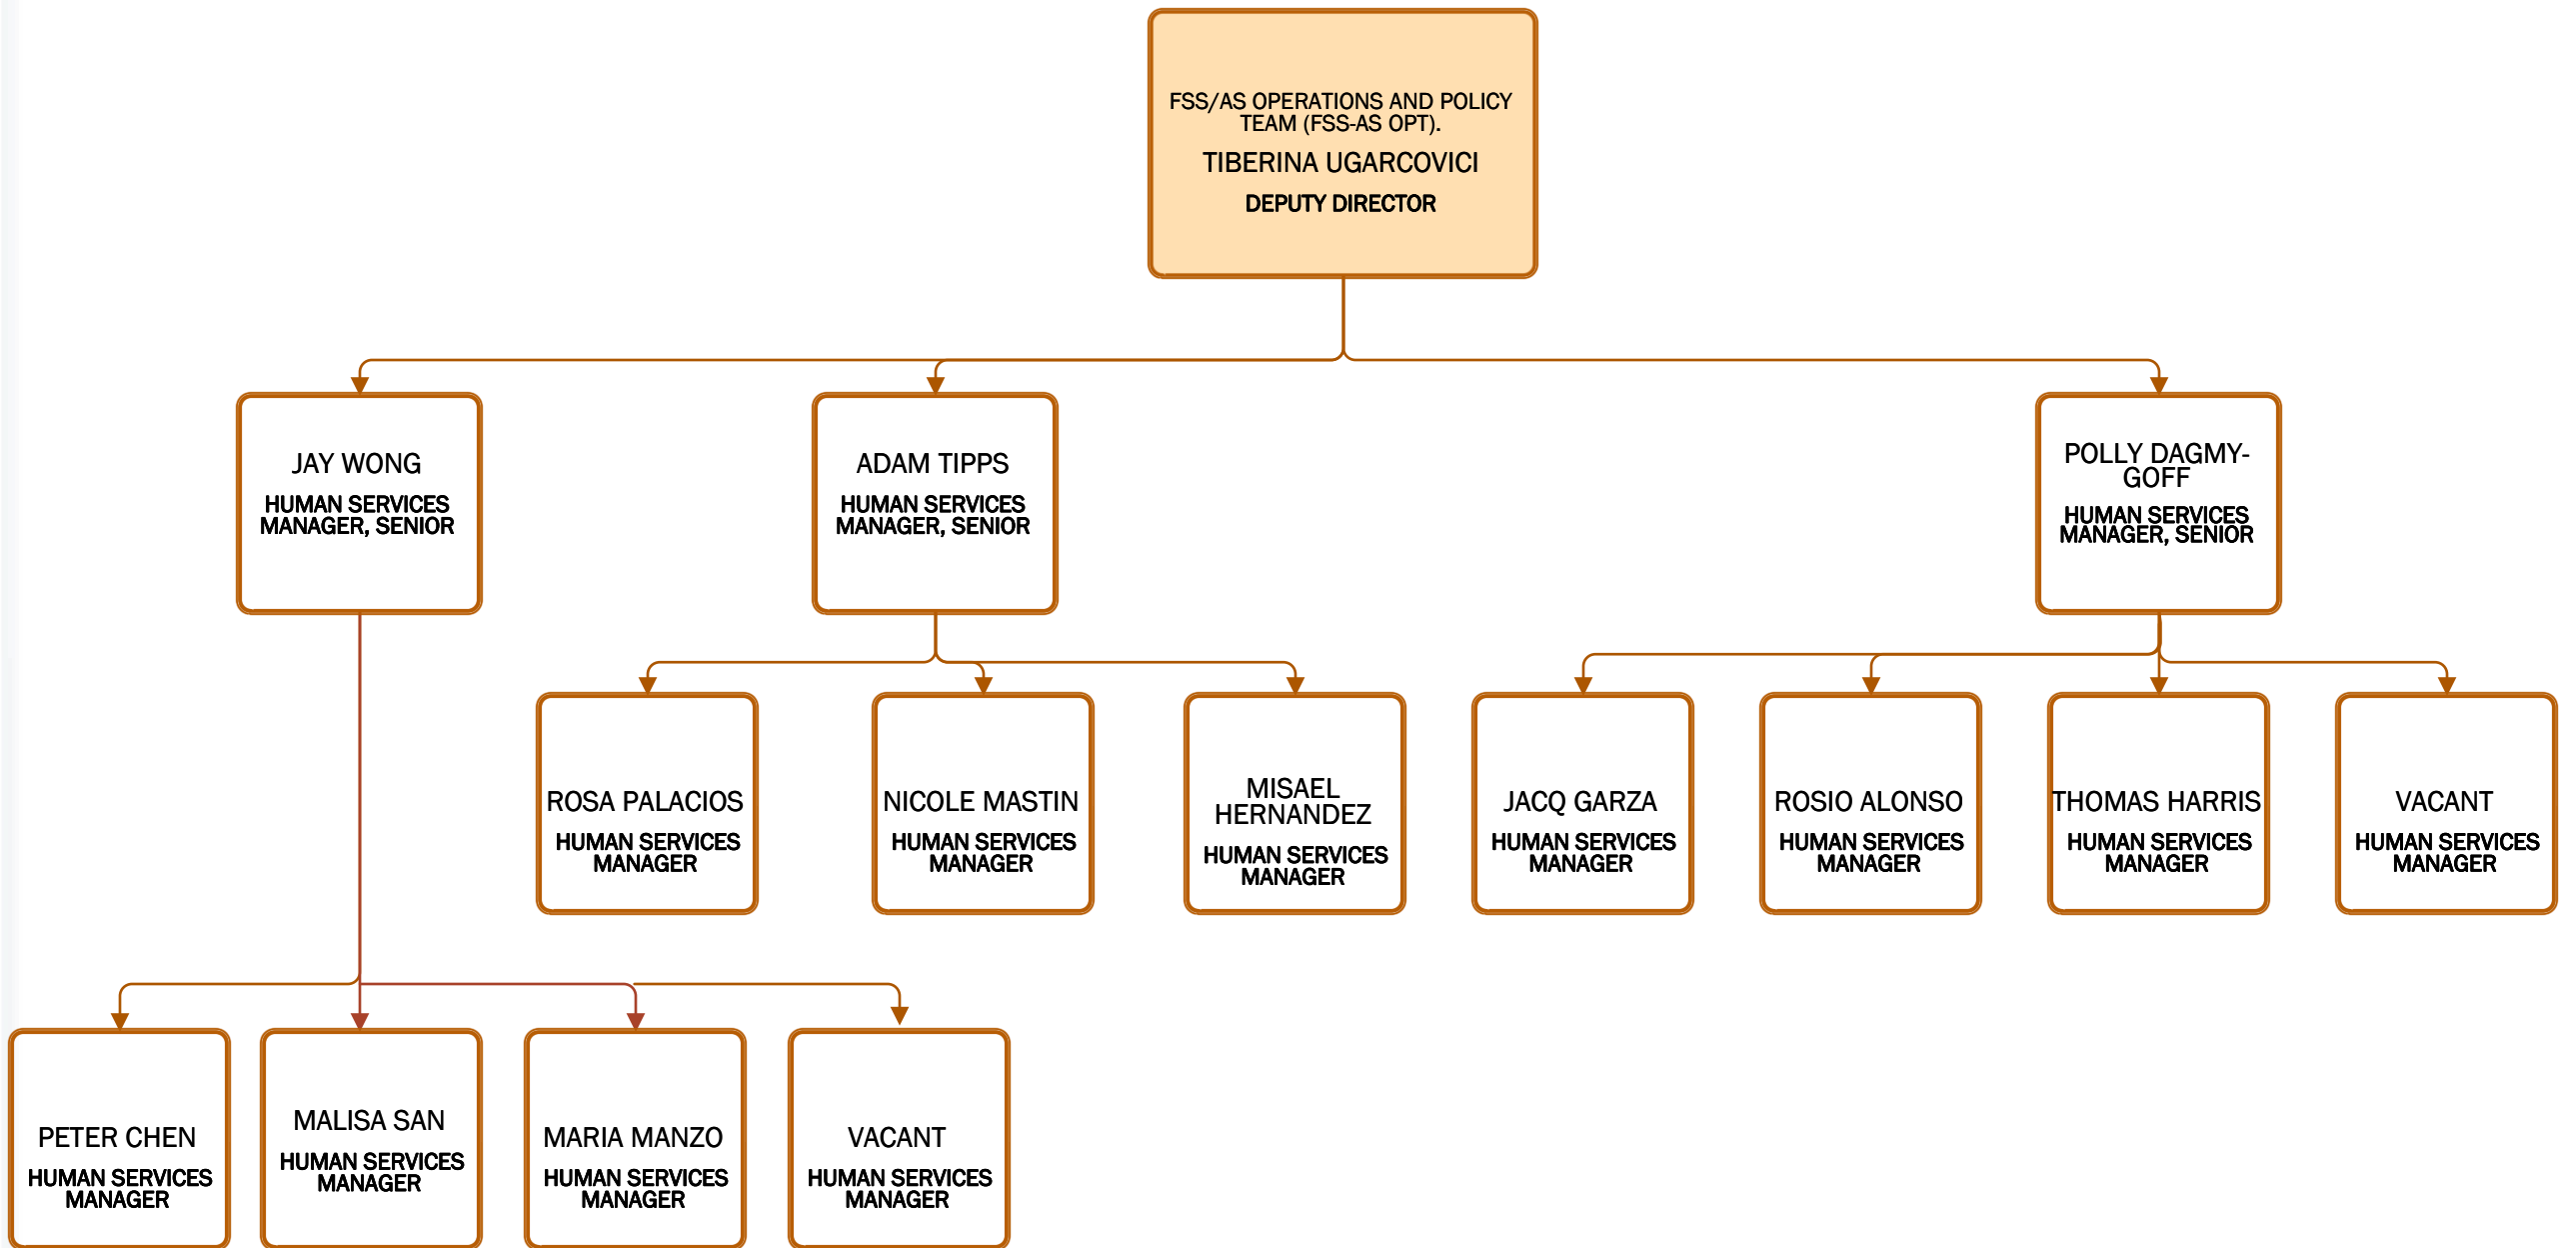 FSS/AS OPERATIONS AND POLICY
TEAM (FSS-AS OPT).
TIBERINA UGARCOVICI
DEPUTY DIRECTOR
JAY WONG
HUMAN SERVICES
MANAGER, SENIOR
ADAM TIPPS
HUMAN SERVICES
MANAGER, SENIOR
POLLY DAGMY-
GOFF
HUMAN SERVICES
MANAGER, SENIOR
ROSA PALACIOS
HUMAN SERVICES
MANAGER
NICOLE MASTIN
HUMAN SERVICES
MANAGER
MISAEL
HERNANDEZ
HUMAN SERVICES
MANAGER
JACQ GARZA
HUMAN SERVICES
MANAGER
ROSIO ALONSO
HUMAN SERVICES
MANAGER
THOMAS HARRIS
HUMAN SERVICES
MANAGER
VACANT
HUMAN SERVICES
MANAGER
PETER CHEN
HUMAN SERVICES
MANAGER
MALISA SAN
HUMAN SERVICES
MANAGER
MARIA MANZO
HUMAN SERVICES
MANAGER
VACANT
HUMAN SERVICES
MANAGER